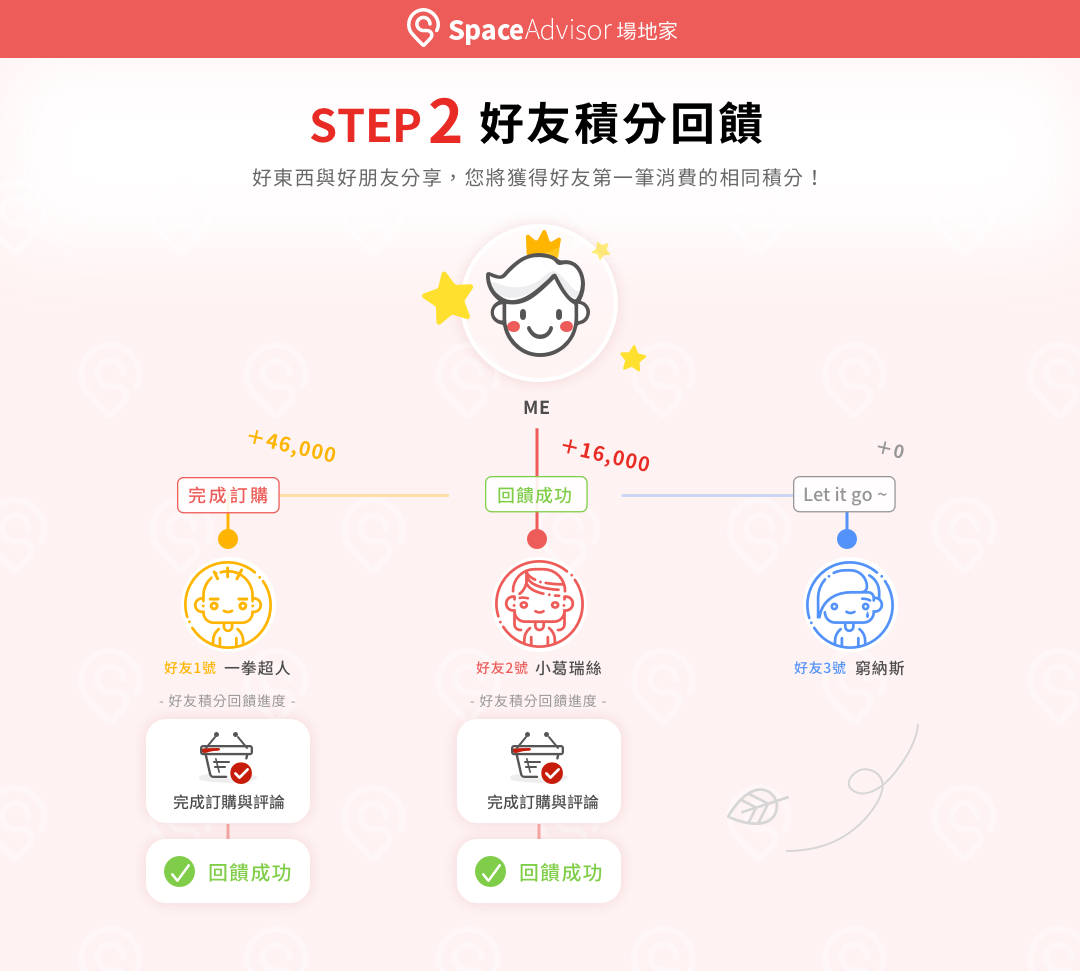 SpaceAdvisor 場地家
STEP 2 好友積分回饋
好東西與好朋友分享，您將獲得好友第一筆消費的相同積分！
ME
＋46,000
＋16,000
＋0
完成訂購
回饋成功
Let it go ~
好友1號 一拳超人
好友2號 小葛瑞絲
好友3號 窮納斯
- 好友積分回饋進度 -
- 好友積分回饋進度 -
完成訂購與評論
完成訂購與評論
回饋成功
回饋成功